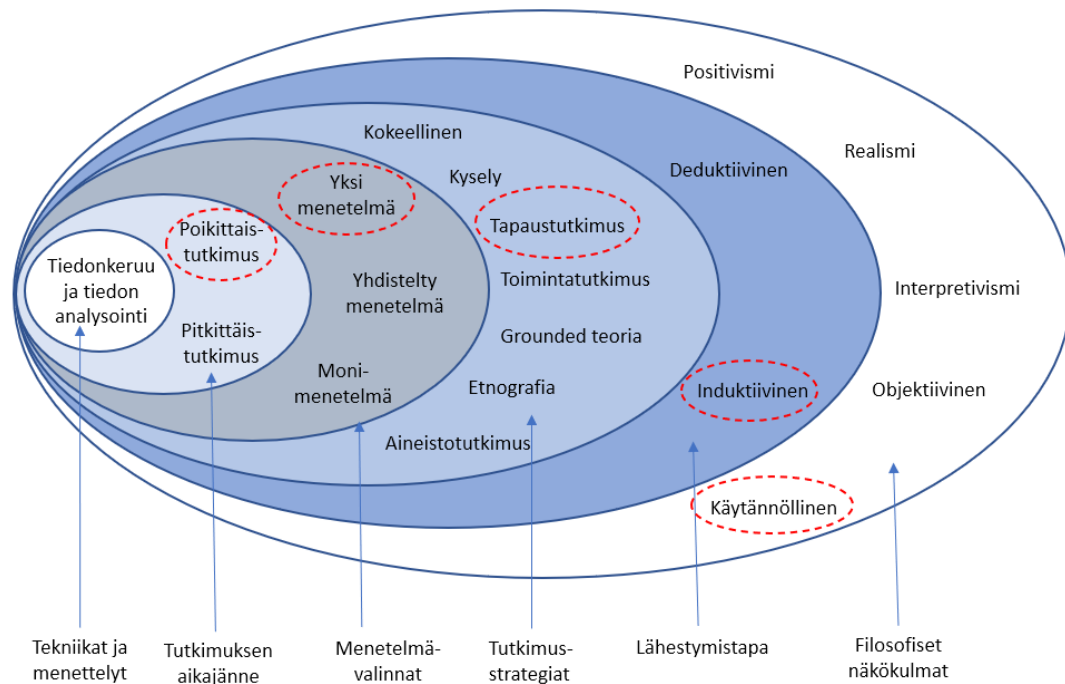 Positivismi
Realismi
Interpretivismi
Objektiivinen
Käytännöllinen
Deduktiivinen
Induktiivinen
Kokeellinen
Kysely
Tapaustutkimus
Toimintatutkimus
Grounded teoria
Etnografia
Aineistotutkimus
Yksi
menetelmä
Yhdistelty
menetelmä
Moni-
menetelmä
Poikittais-
tutkimus
Pitkittäis-
tutkimus
Tiedonkeruu
ja tiedon
analysointi
Tekniikat ja
menettelyt
Tutkimuksen
aikajänne
Menetelmä-
valinnat
Tutkimus-
strategiat
Lähestymistapa
Filosofiset
näkökulmat